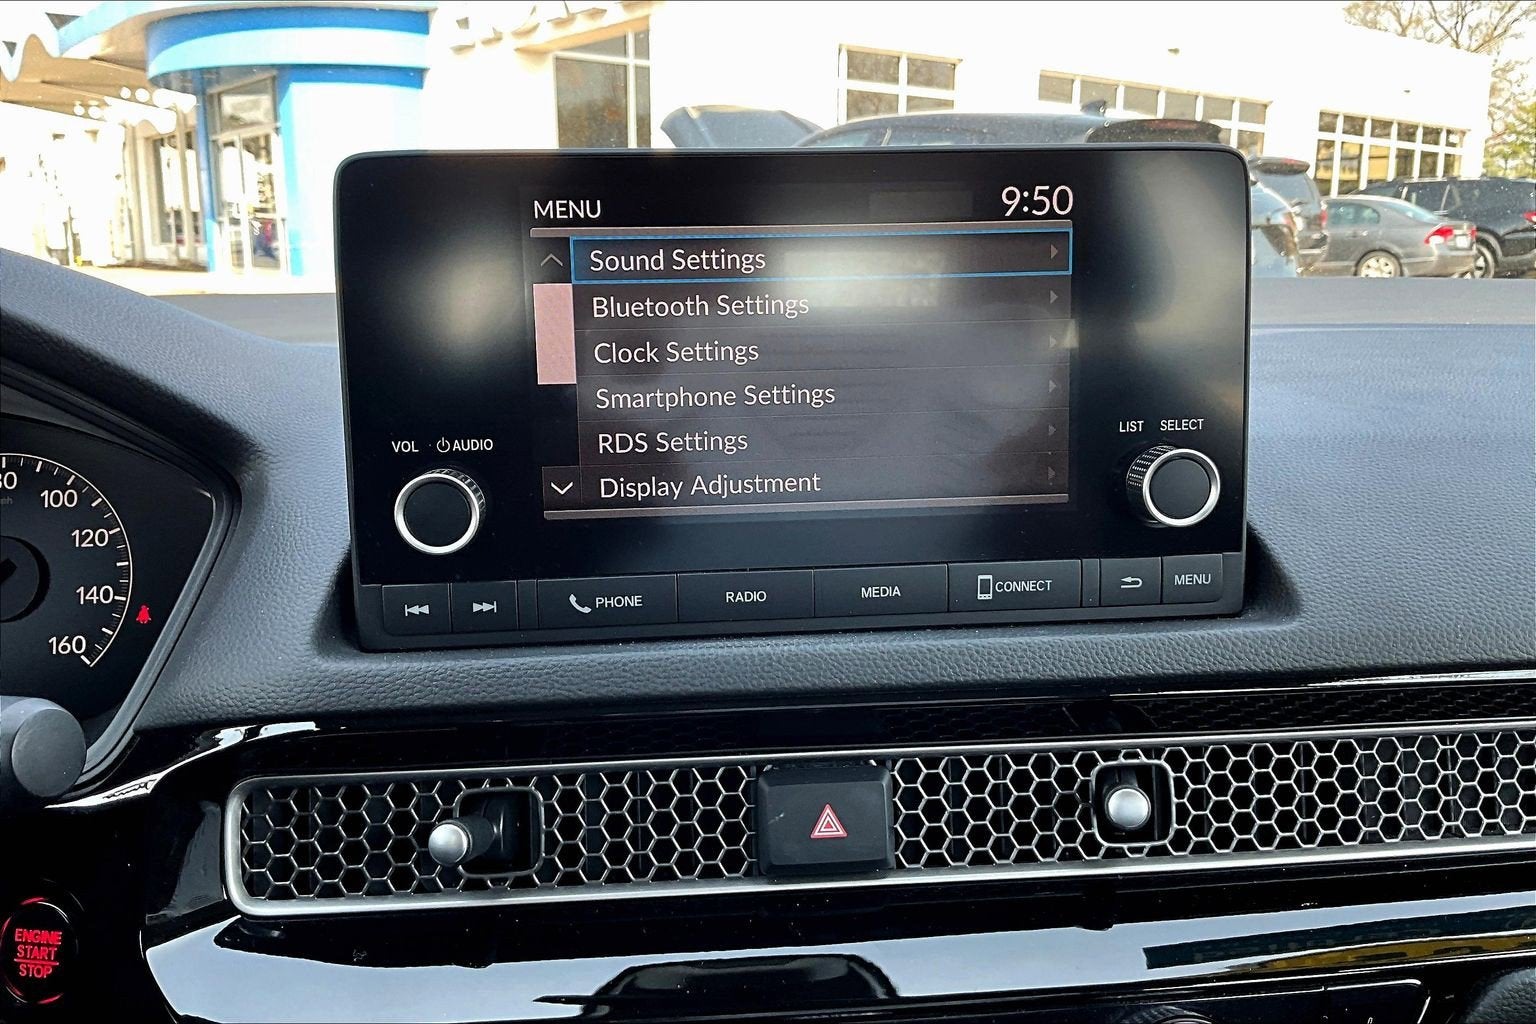 MENU
9:50
Sound Settings
Bluetooth Settings
Clock Settings
Smartphone Settings
RDS Settings
Display Adjustment
VOL
AUDIO
LIST
SELECT
PHONE
RADIO
MEDIA
CONNECT
MENU
100
120
140
160
ENGINE
START
STOP